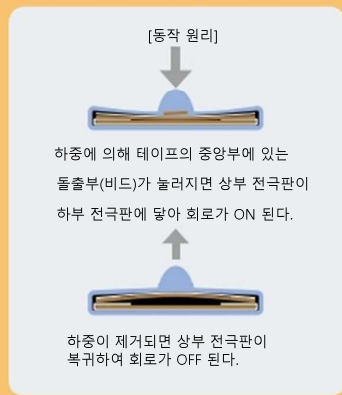 [동작 원리]
하중에 의해 테이프의 중앙부에 있는
돌출부(비드)가 눌러지면 상부 전극판이
하부 전극판에 닿아 회로가 ON 된다.
하중이 제거되면 상부 전극판이
복귀하여 회로가 OFF 된다.